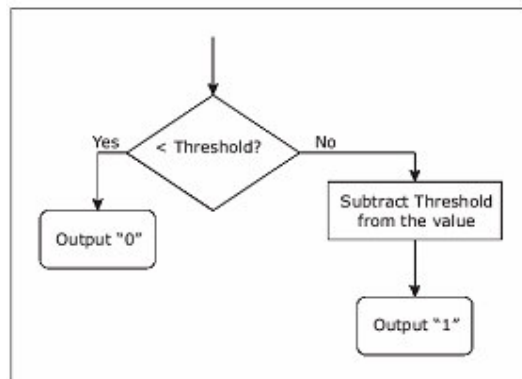 Yes
< Threshold?
No
Output “0”
Subtract Threshold
from the value
Output “1”